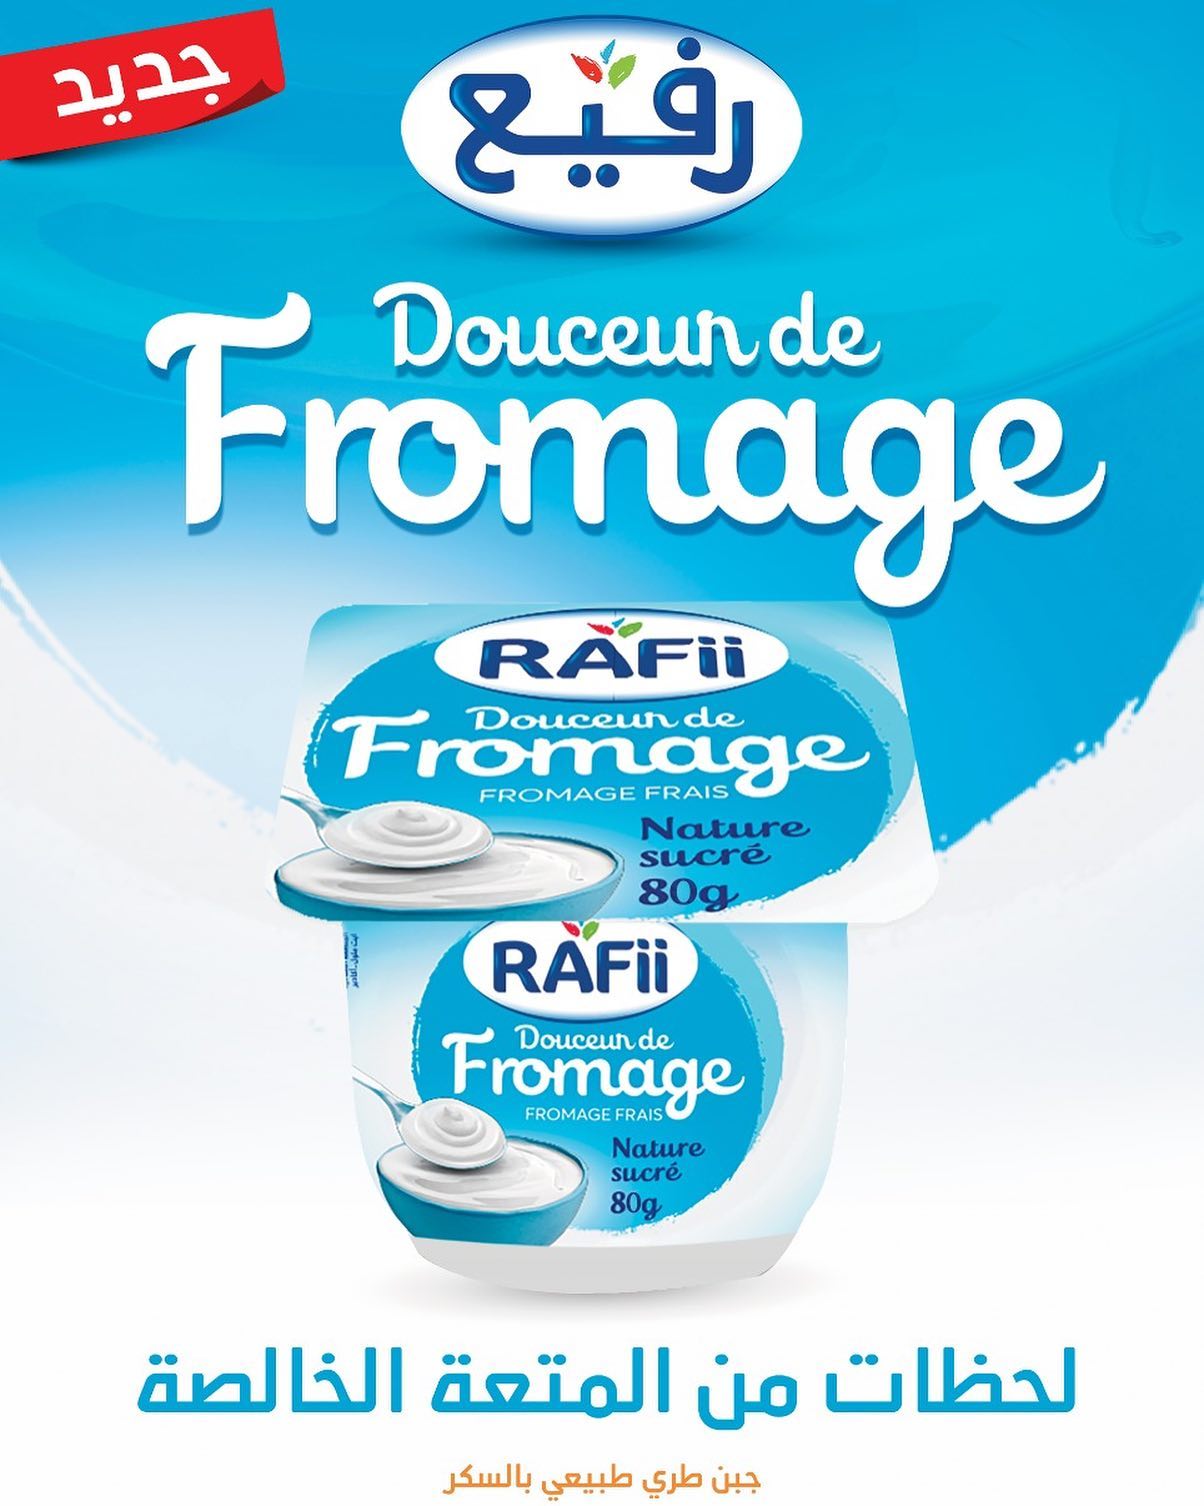 جديد
رفيع
Douceur de
Fromage
RAFii
Douceur de
Fromage
FROMAGE FRAIS
Nature
sucré
80g
RAFii
Douceur de
Fromage
FROMAGE FRAIS
Nature
sucré
80g
لحظات من المتعة الخالصة
جبن طري طبيعي بالسكر